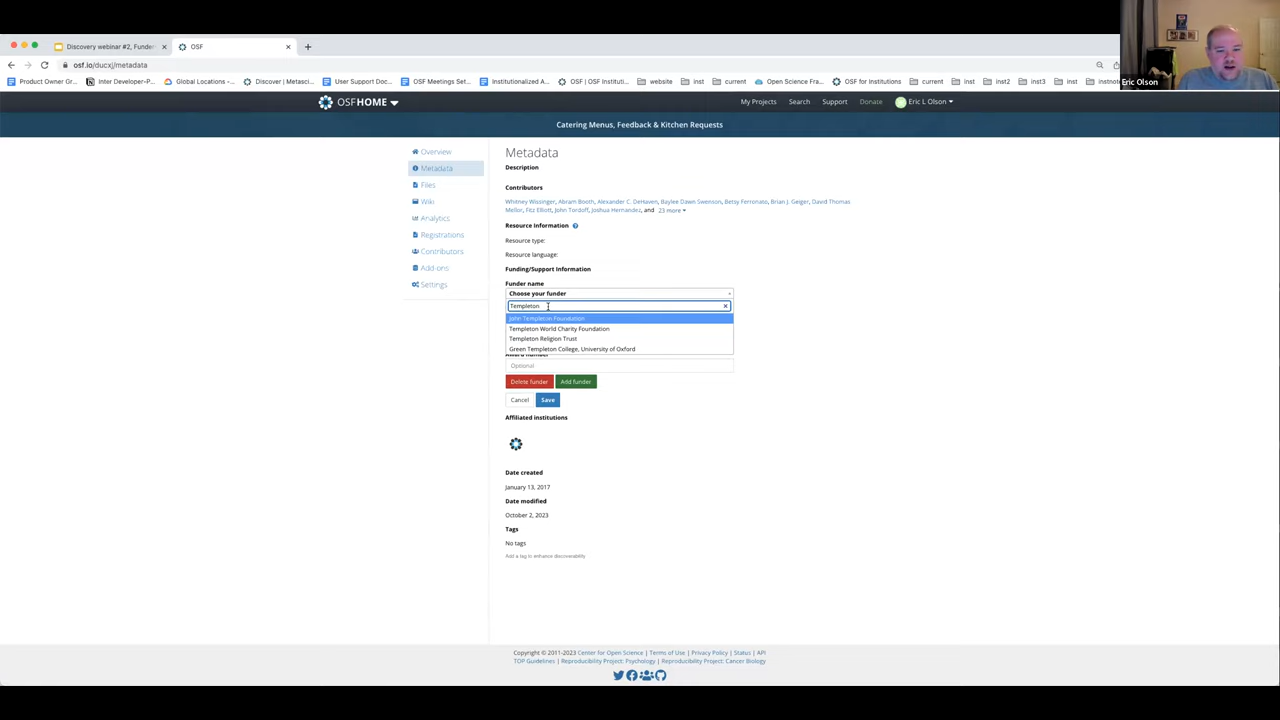 Discovery webinar #2, Funder
OSF
osf.io/ducxj/metadata
Product Owner Gr...
Inter Developer-P...
Global Locations -...
Discover | Metasci...
User Support Doc...
OSF Meetings Set...
Institutionalized A...
OSF | OSF Instituti...
website
inst
current
Open Science Fra...
OSF for Institutions
current
inst
inst2
inst3
inst
Eric Olson
OSFHOME
My Projects
Search
Support
Donate
Eric L Olson
Catering Menus, Feedback & Kitchen Requests
Overview
Metadata
Files
Wiki
Analytics
Registrations
Contributors
Add-ons
Settings
Metadata
Description
Contributors
Whitney Wissinger, Abram Booth, Alexander C. DeHaven, Baylee Dawn Swenson, Betsy Ferronato, Brian J. Geiger, David Thomas
Mellor, Fitz Elliott, John Tordoff, Joshua Hernandez, and 23 more
Resource Information
Resource type:
Resource language:
Funding/Support Information
Funder name
Choose your funder
Templeton
John Templeton Foundation
Templeton World Charity Foundation
Templeton Religion Trust
Green Templeton College, University of Oxford
Award number
Optional
Delete funder
Add funder
Cancel
Save
Affiliated institutions
Date created
January 13, 2017
Date modified
October 2, 2023
Tags
No tags
Add a tag to enhance discoverability
Copyright © 2011-2023 Center for Open Science | Terms of Use | Privacy Policy | Status | API
TOP Guidelines | Reproducibility Project: Psychology | Reproducibility Project: Cancer Biology